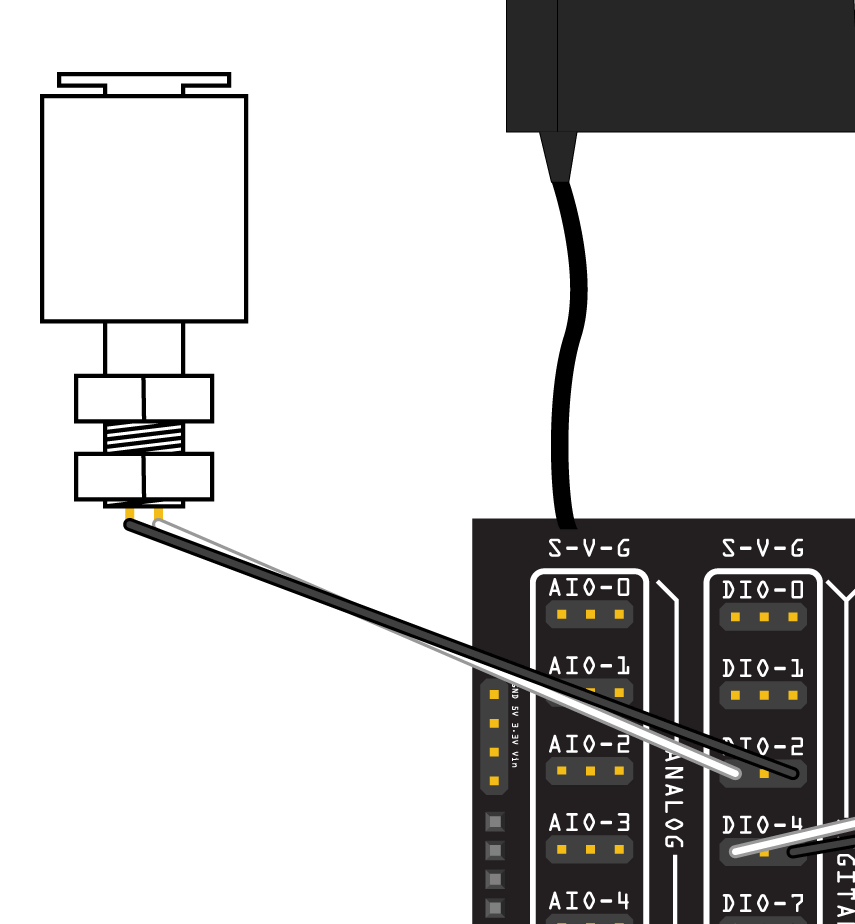 S-V-G
S-V-G
AIO-0
DIO-0
AIO-1
DIO-1
GND 5V 3.3V Vin
AIO-2
DIO-2
ANALOG
AIO-3
DIO-4
AIO-4
DIO-7